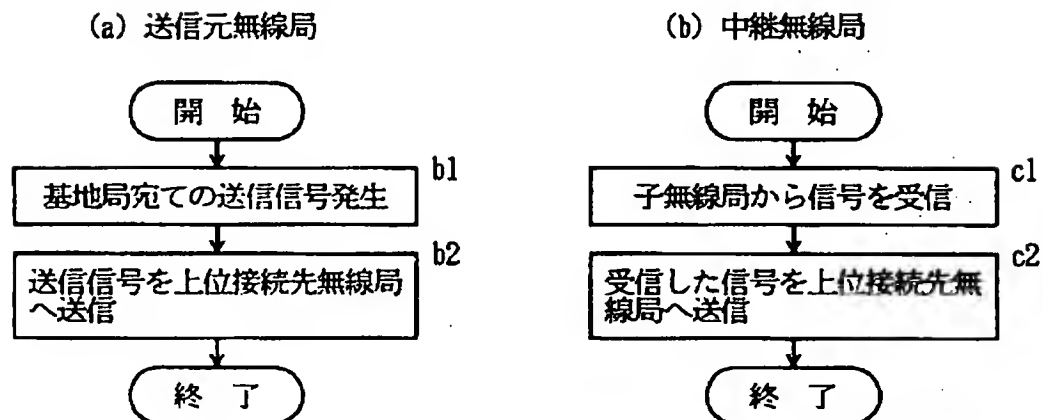 (a) 送信元無線局
開 始
b1
基地局宛ての送信信号発生
b2
送信信号を上位接続先無線局
へ送信
終 了
(b) 中継無線局
開 始
c1
子無線局から信号を受信
c2
受信した信号を上位接続先無
線局へ送信
終 了